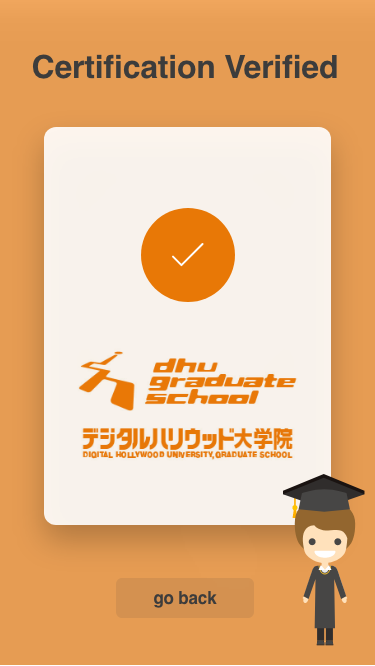 Certification Verified
dhu
graduate
school
デジタルハリウッド大学院
DIGITAL HOLLYWOOD UNIVERSITY, GRADUATE SCHOOL
go back